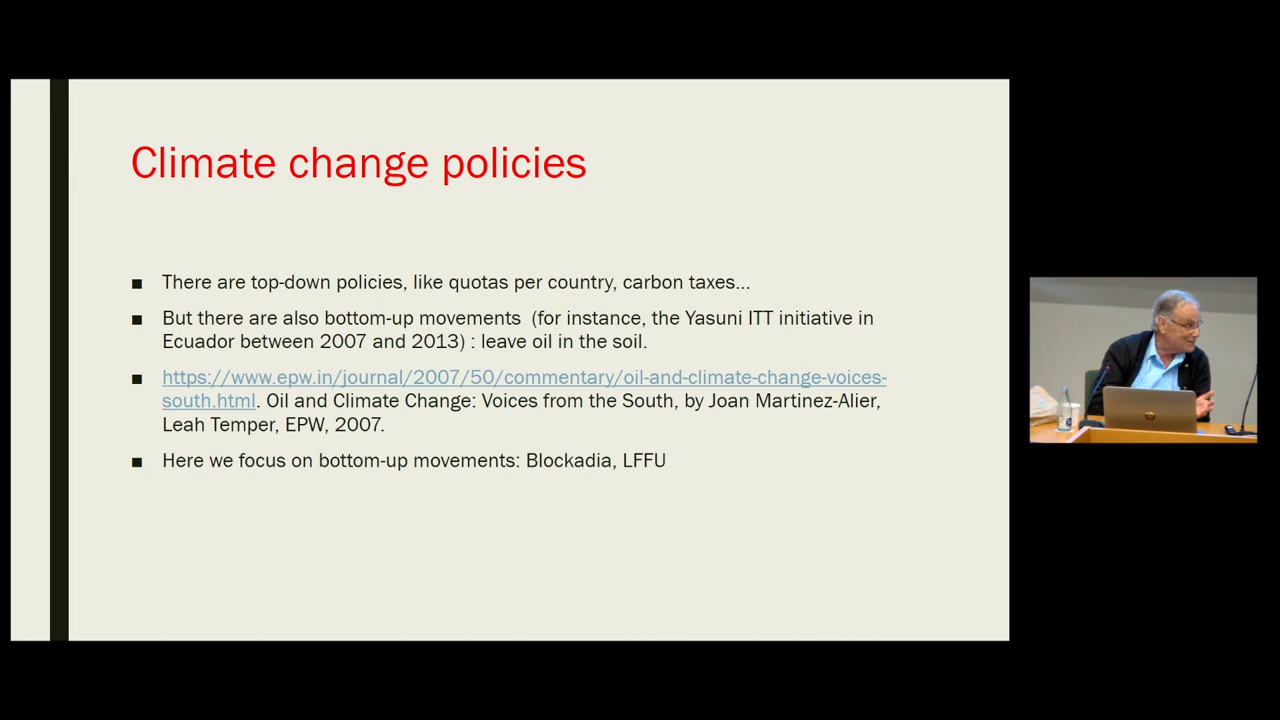 Climate change policies
■ There are top-down policies, like quotas per country, carbon taxes...
■ But there are also bottom-up movements (for instance, the Yasuni ITT initiative in
Ecuador between 2007 and 2013) : leave oil in the soil.
■ https://www.epw.in/journal/2007/50/commentary/oil-and-climate-change-voices-
south.html. Oil and Climate Change: Voices from the South, by Joan Martinez-Alier,
Leah Temper, EPW, 2007.
■ Here we focus on bottom-up movements: Blockadia, LFFU